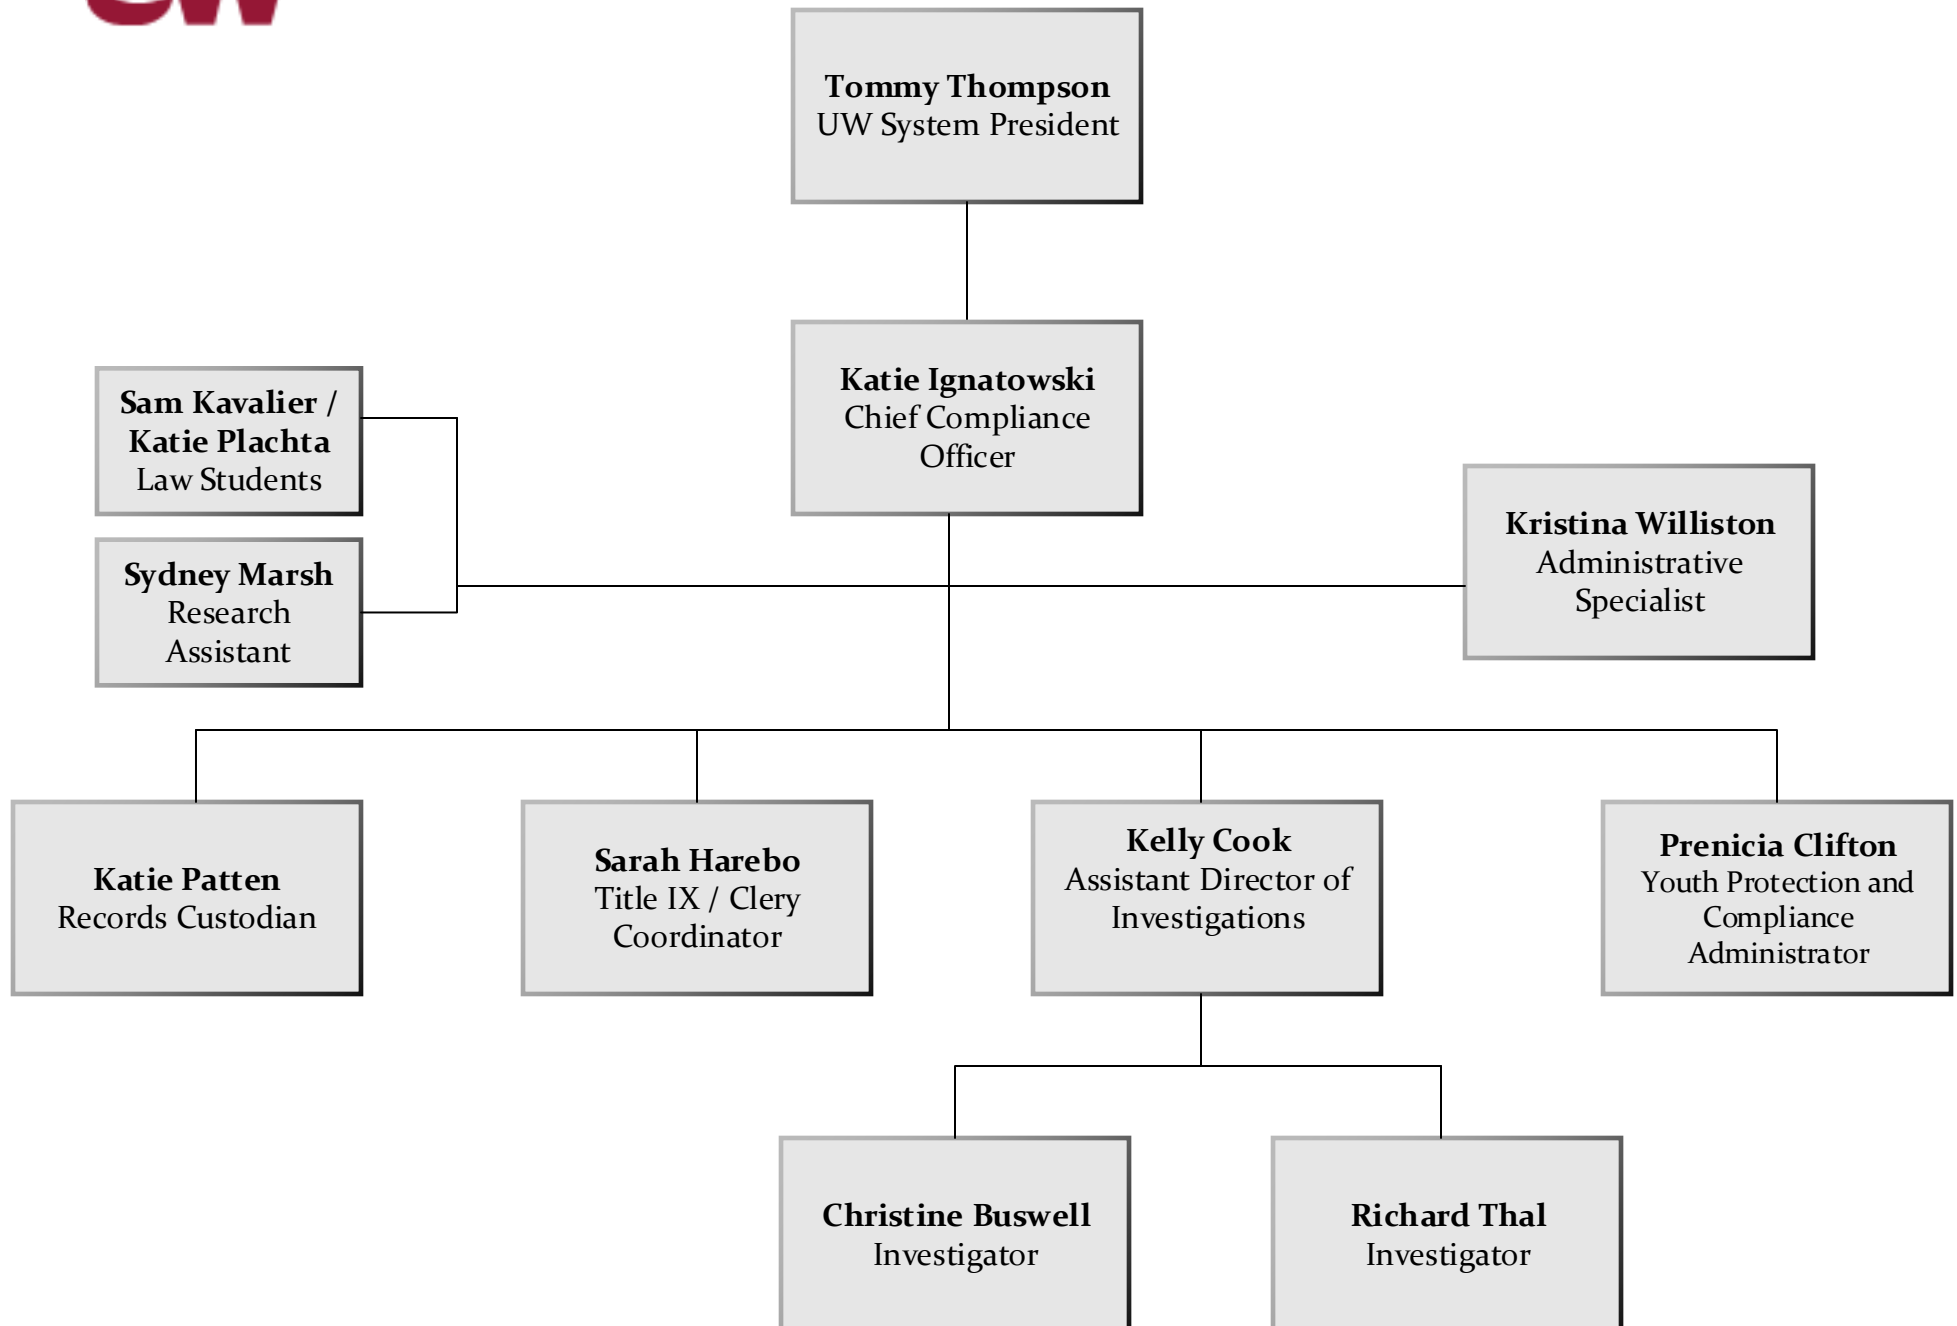 Tommy Thompson
UW System President
Katie Ignatowski
Chief Compliance
Officer
Sam Kavalier /
Katie Plachta
Law Students
Sydney Marsh
Research
Assistant
Kristina Williston
Administrative
Specialist
Katie Patten
Records Custodian
Sarah Harebo
Title IX / Clery
Coordinator
Kelly Cook
Assistant Director of
Investigations
Prenicia Clifton
Youth Protection and
Compliance
Administrator
Christine Buswell
Investigator
Richard Thal
Investigator